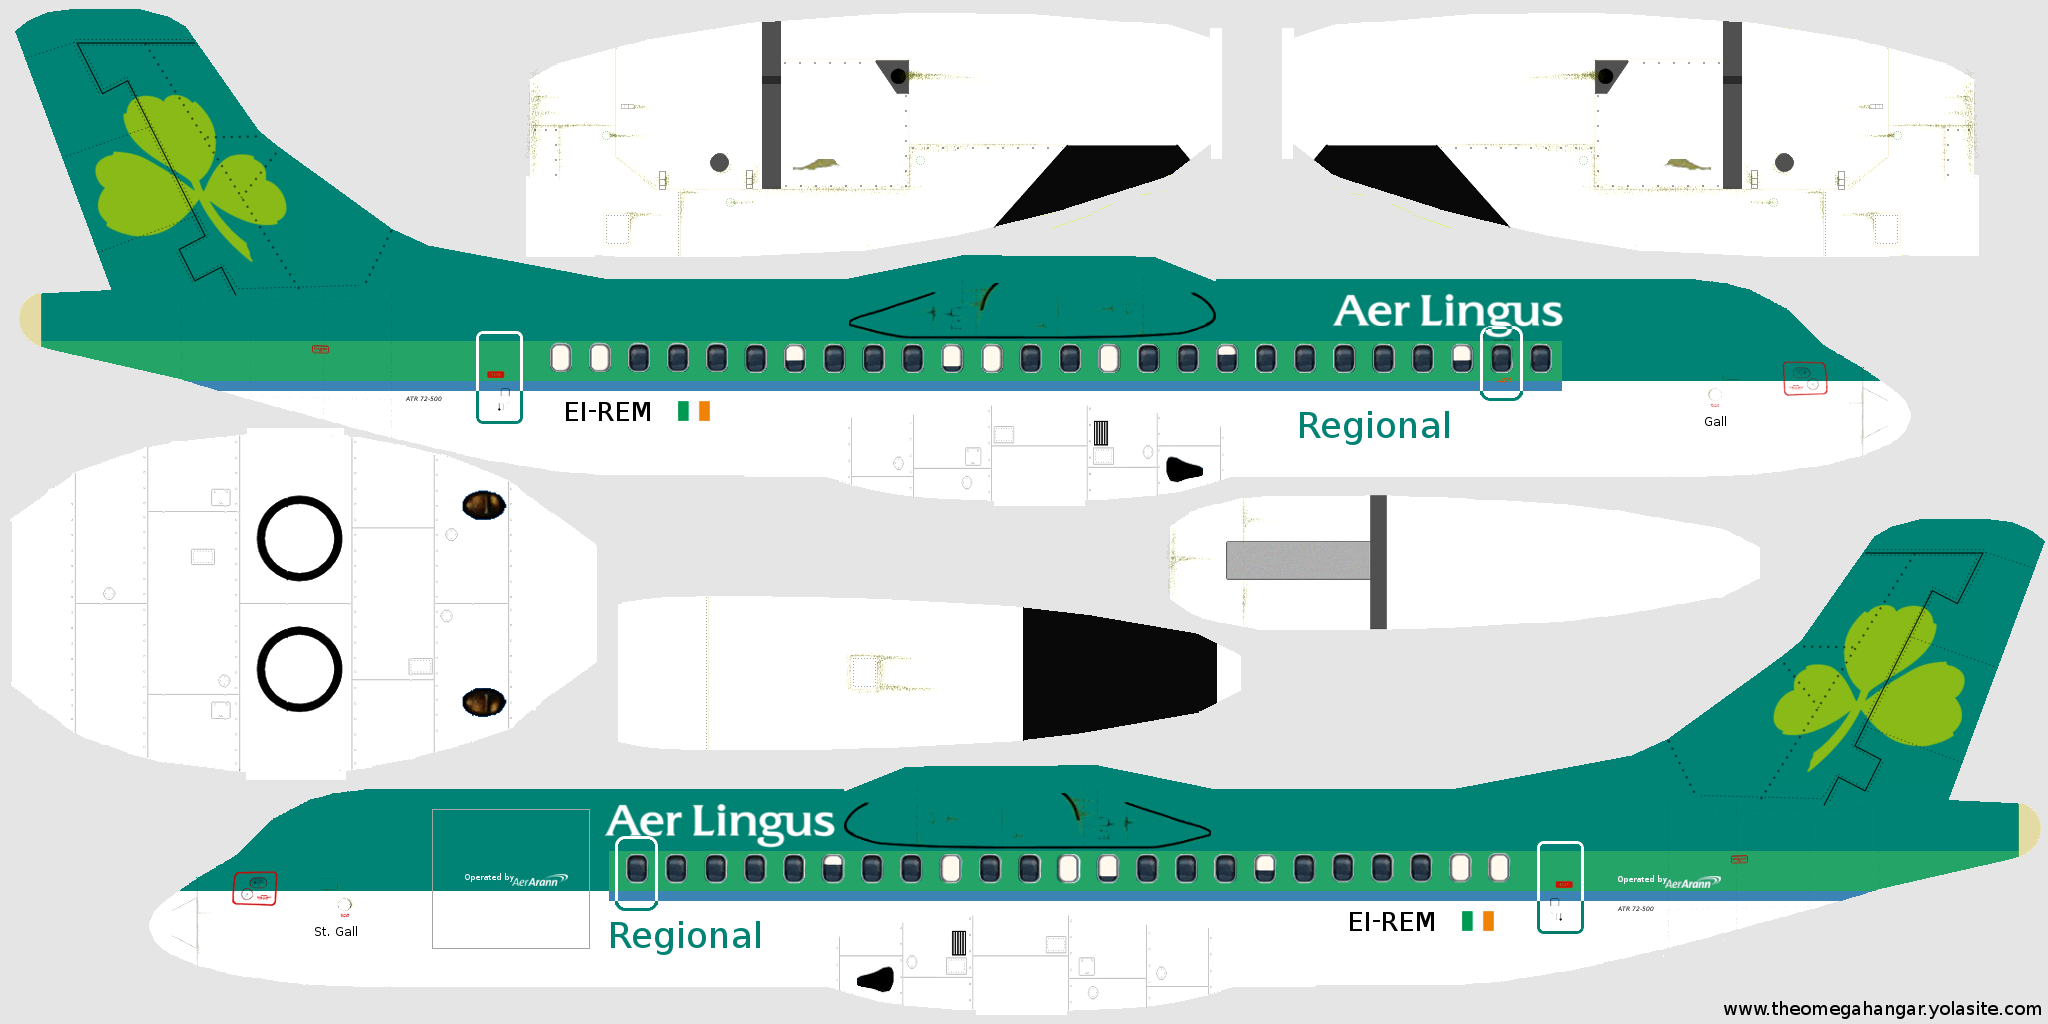 Aer Lingus
ATR 72-500
EI-REM
Regional
Gall
Aer Lingus
Operated by AerArann
Operated by AerArann
ATR 72-500
St. Gall
Regional
EI-REM
www.theomegahangar.yolasite.com